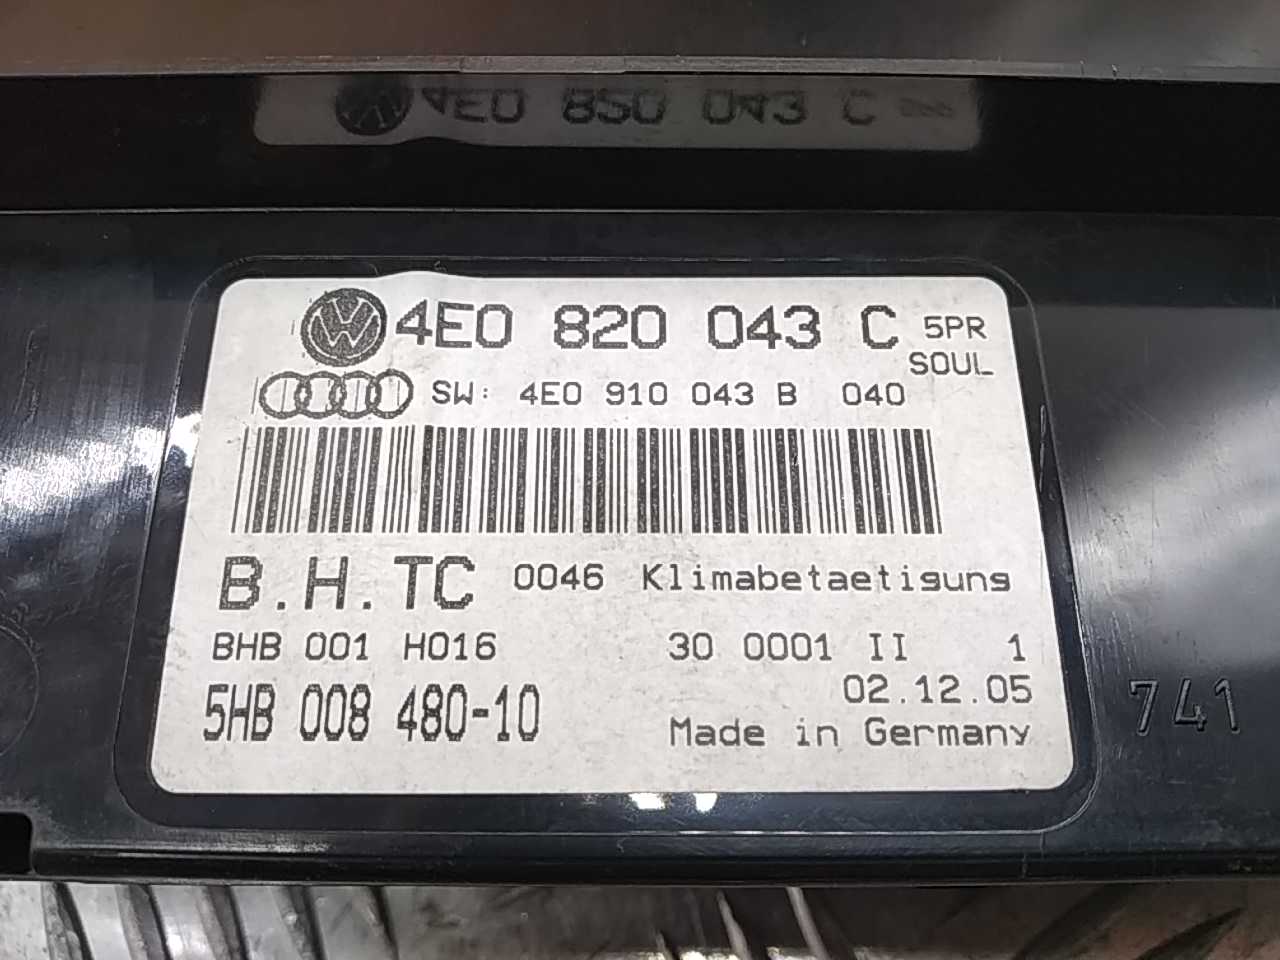 4E0 820 043 C
4E0 820 043 C 5PR
SOUL
SW: 4E0 910 043 B 040
B.H.TC 0046 Klimabetaetigung
BHB 001 H016 30 0001 II 1
02.12.05
5HB 008 480-10 Made in Germany
741